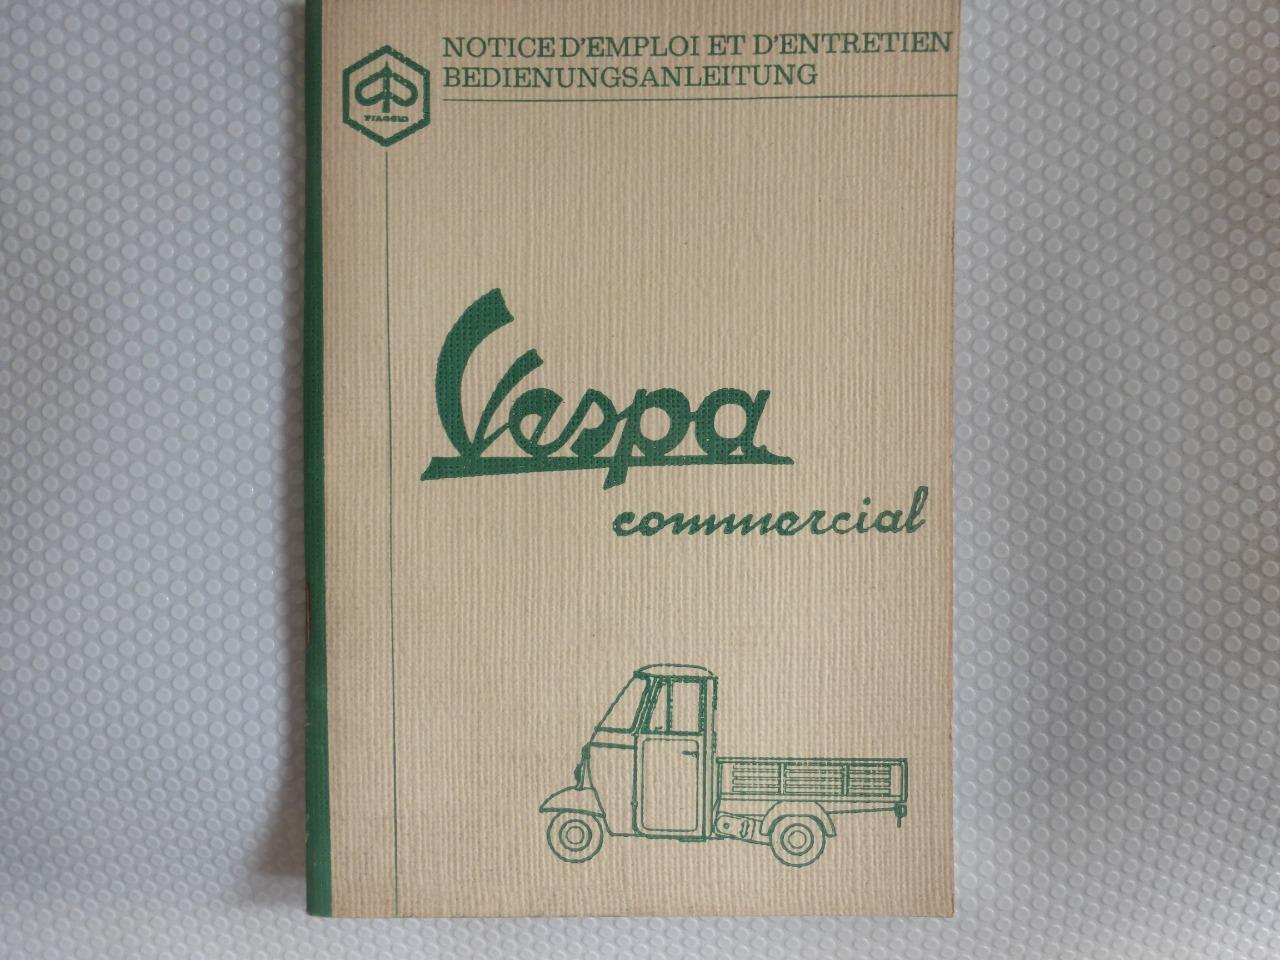 NOTICE D'EMPLOI ET D'ENTRETIEN
BEDIENUNGSANLEITUNG
PIAGGIO
Vespa
commercial